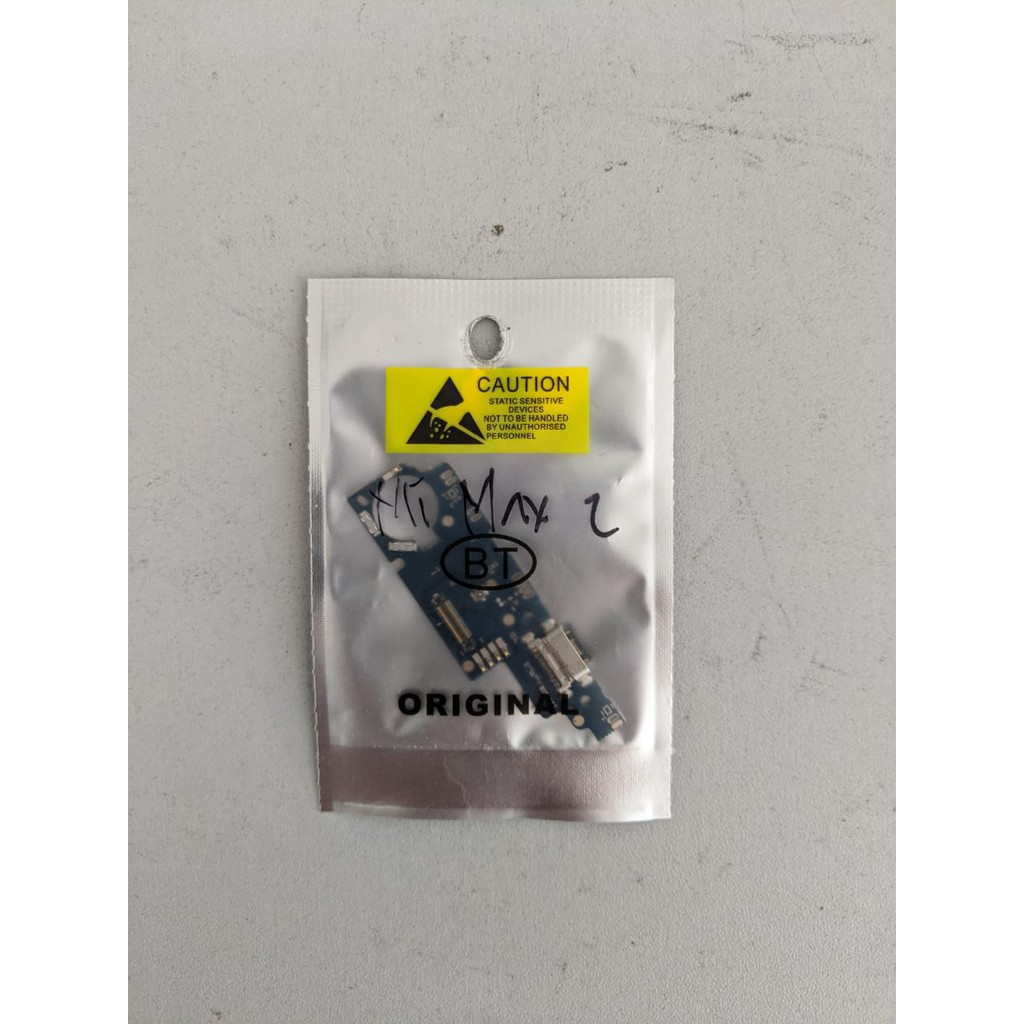 CAUTION
STATIC SENSITIVE
DEVICES
NOT TO BE HANDLED
BY UNAUTHORISED
PERSONNEL
Mi Max 2
BT
ORIGINAL